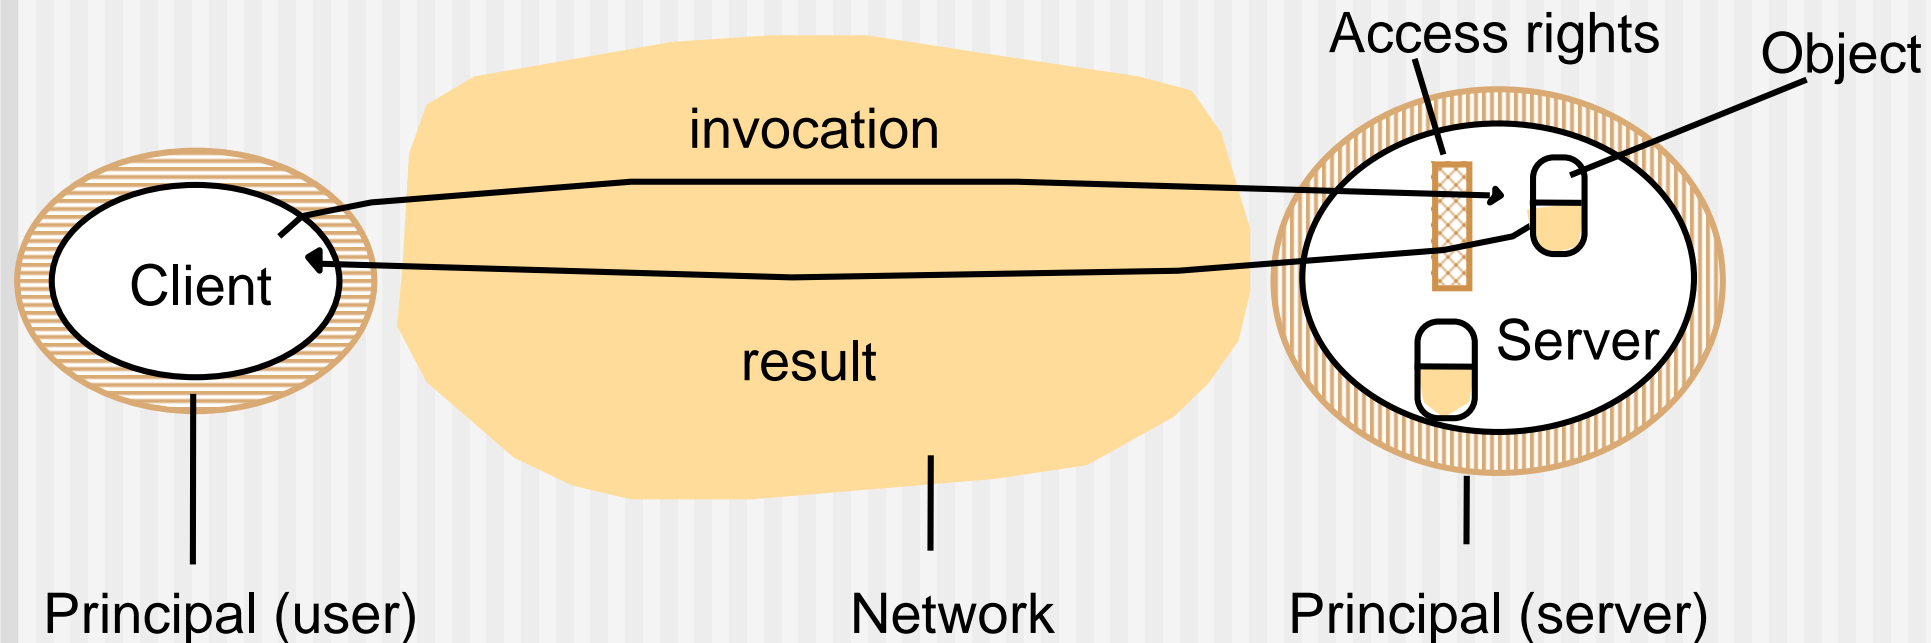 Access rights
Object
invocation
Client
Server
result
Principal (user)
Network
Principal (server)